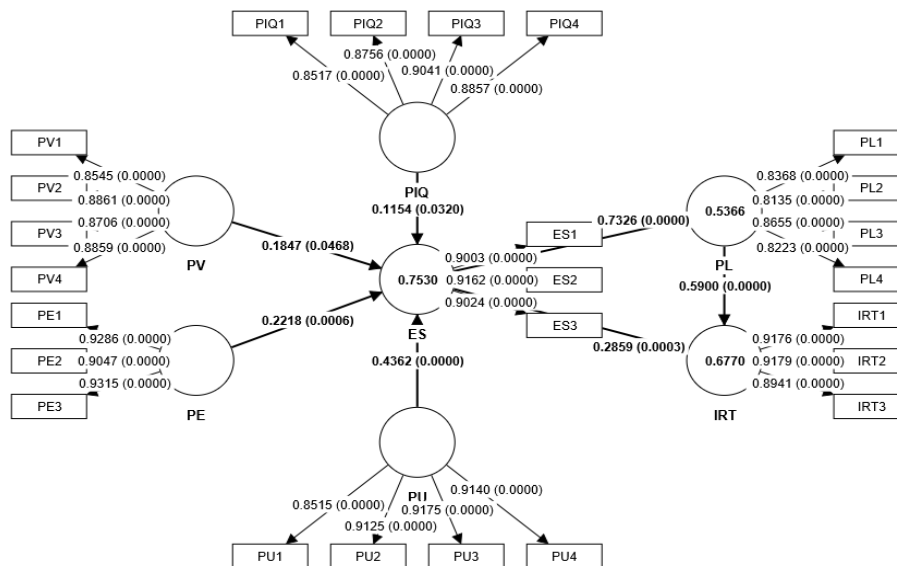 PIQ1 PIQ2 PIQ3 PIQ4
0.8756 (0.0000)
0.9041 (0.0000)
0.8517 (0.0000)
0.8857 (0.0000)
PV1
PV2
PV3
PV4
0.8545 (0.0000)
0.8861 (0.0000)
0.8706 (0.0000)
0.8859 (0.0000)
PV
PIQ
0.1154 (0.0320)
0.1847 (0.0468)
0.7530
ES
0.9003 (0.0000)
0.9162 (0.0000)
0.9024 (0.0000)
ES1
ES2
ES3
0.7326 (0.0000)
0.5366
PL
0.8368 (0.0000)
0.8135 (0.0000)
0.8655 (0.0000)
0.8223 (0.0000)
PL1
PL2
PL3
PL4
0.5900 (0.0000)
PE1
PE2
PE3
0.9286 (0.0000)
0.9047 (0.0000)
0.9315 (0.0000)
PE
0.2218 (0.0006)
0.4362 (0.0000)
0.2859 (0.0003)
0.6770
IRT
0.9176 (0.0000)
0.9179 (0.0000)
0.8941 (0.0000)
IRT1
IRT2
IRT3
PU
0.8515 (0.0000)
0.9125 (0.0000)
0.9175 (0.0000)
0.9140 (0.0000)
PU1 PU2 PU3 PU4